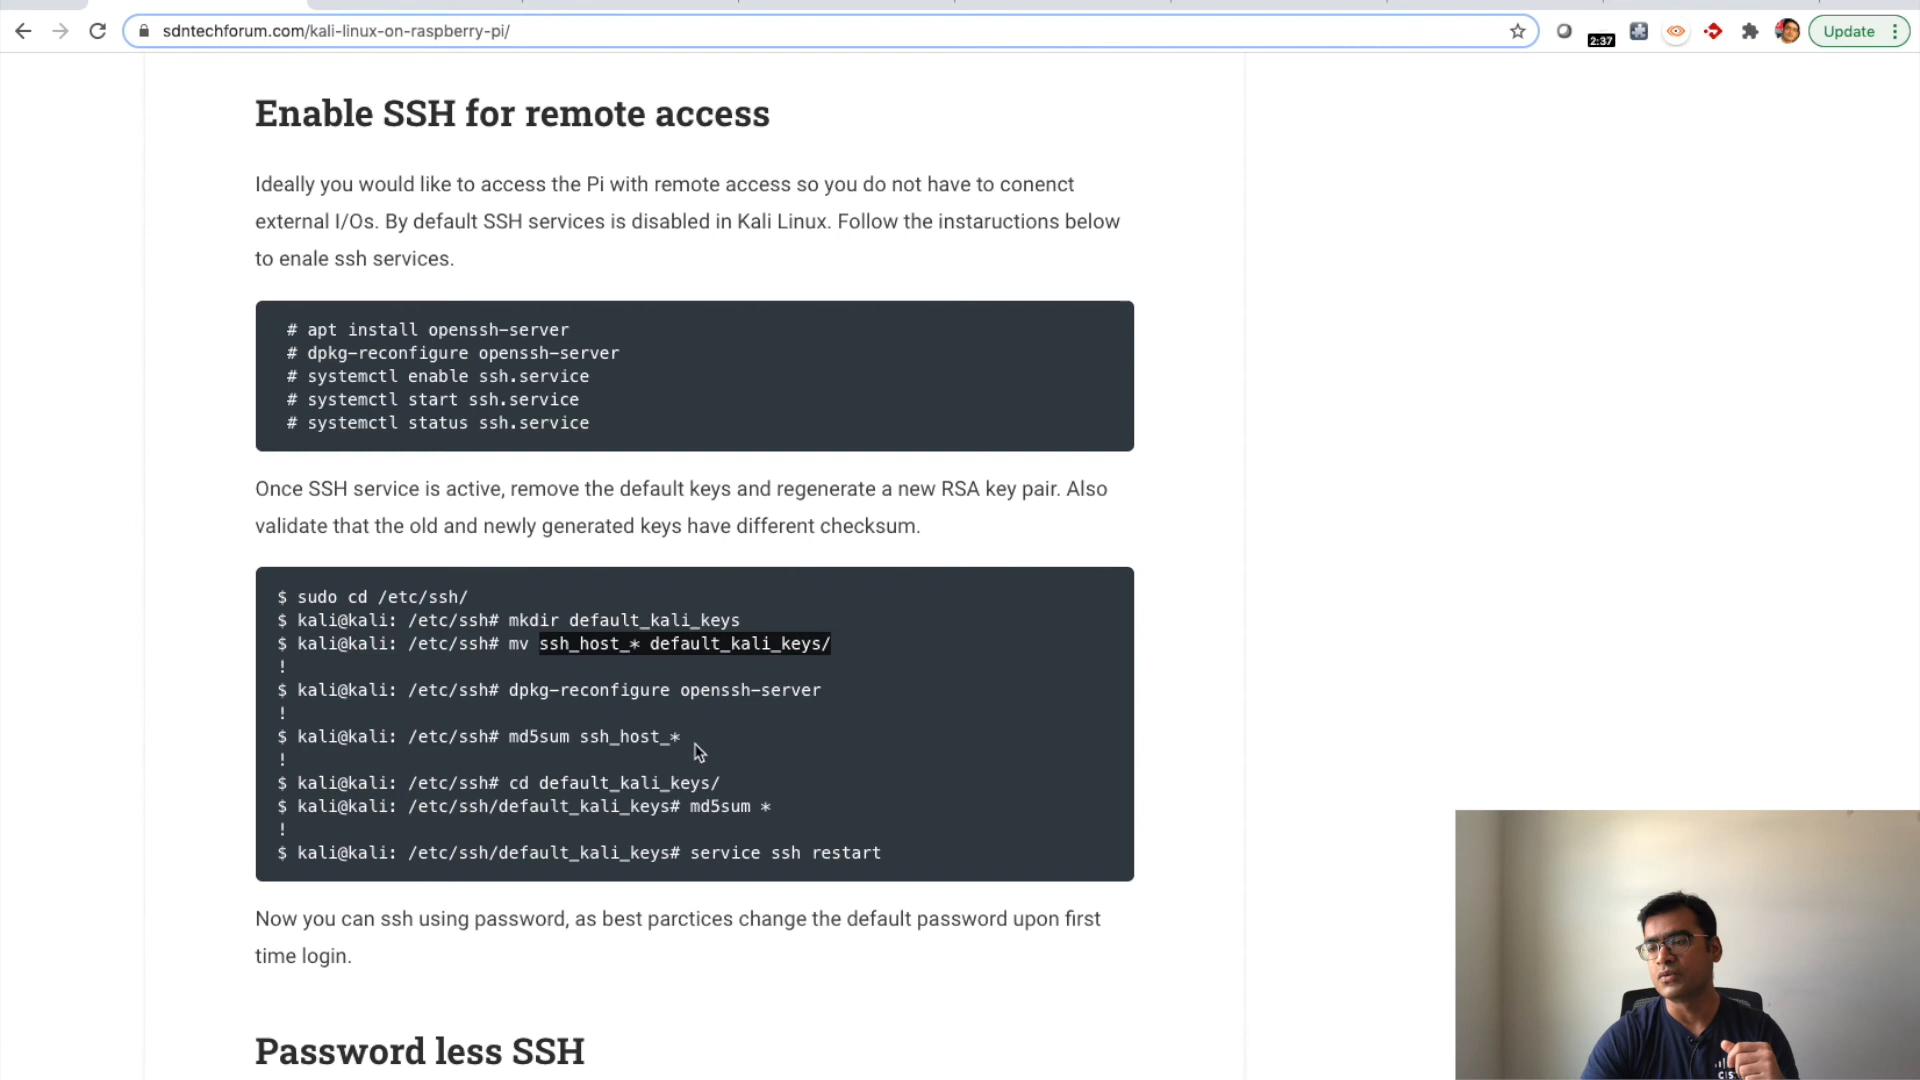 sdntechforum.com/kali-linux-on-raspberry-pi/
2:37
Update
Enable SSH for remote access
Ideally you would like to access the Pi with remote access so you do not have to conenct
external I/Os. By default SSH services is disabled in Kali Linux. Follow the instaructions below
to enale ssh services.
# apt install openssh-server
# dpkg-reconfigure openssh-server
# systemctl enable ssh.service
# systemctl start ssh.service
# systemctl status ssh.service
Once SSH service is active, remove the default keys and regenerate a new RSA key pair. Also
validate that the old and newly generated keys have different checksum.
$ sudo cd /etc/ssh/
$ kali@kali: /etc/ssh# mkdir default_kali_keys
$ kali@kali: /etc/ssh# mv ssh_host_* default_kali_keys/
!
$ kali@kali: /etc/ssh# dpkg-reconfigure openssh-server
!
$ kali@kali: /etc/ssh# md5sum ssh_host_*
!
$ kali@kali: /etc/ssh# cd default_kali_keys/
$ kali@kali: /etc/ssh/default_kali_keys# md5sum *
!
$ kali@kali: /etc/ssh/default_kali_keys# service ssh restart
Now you can ssh using password, as best parctices change the default password upon first
time login.
Password less SSH